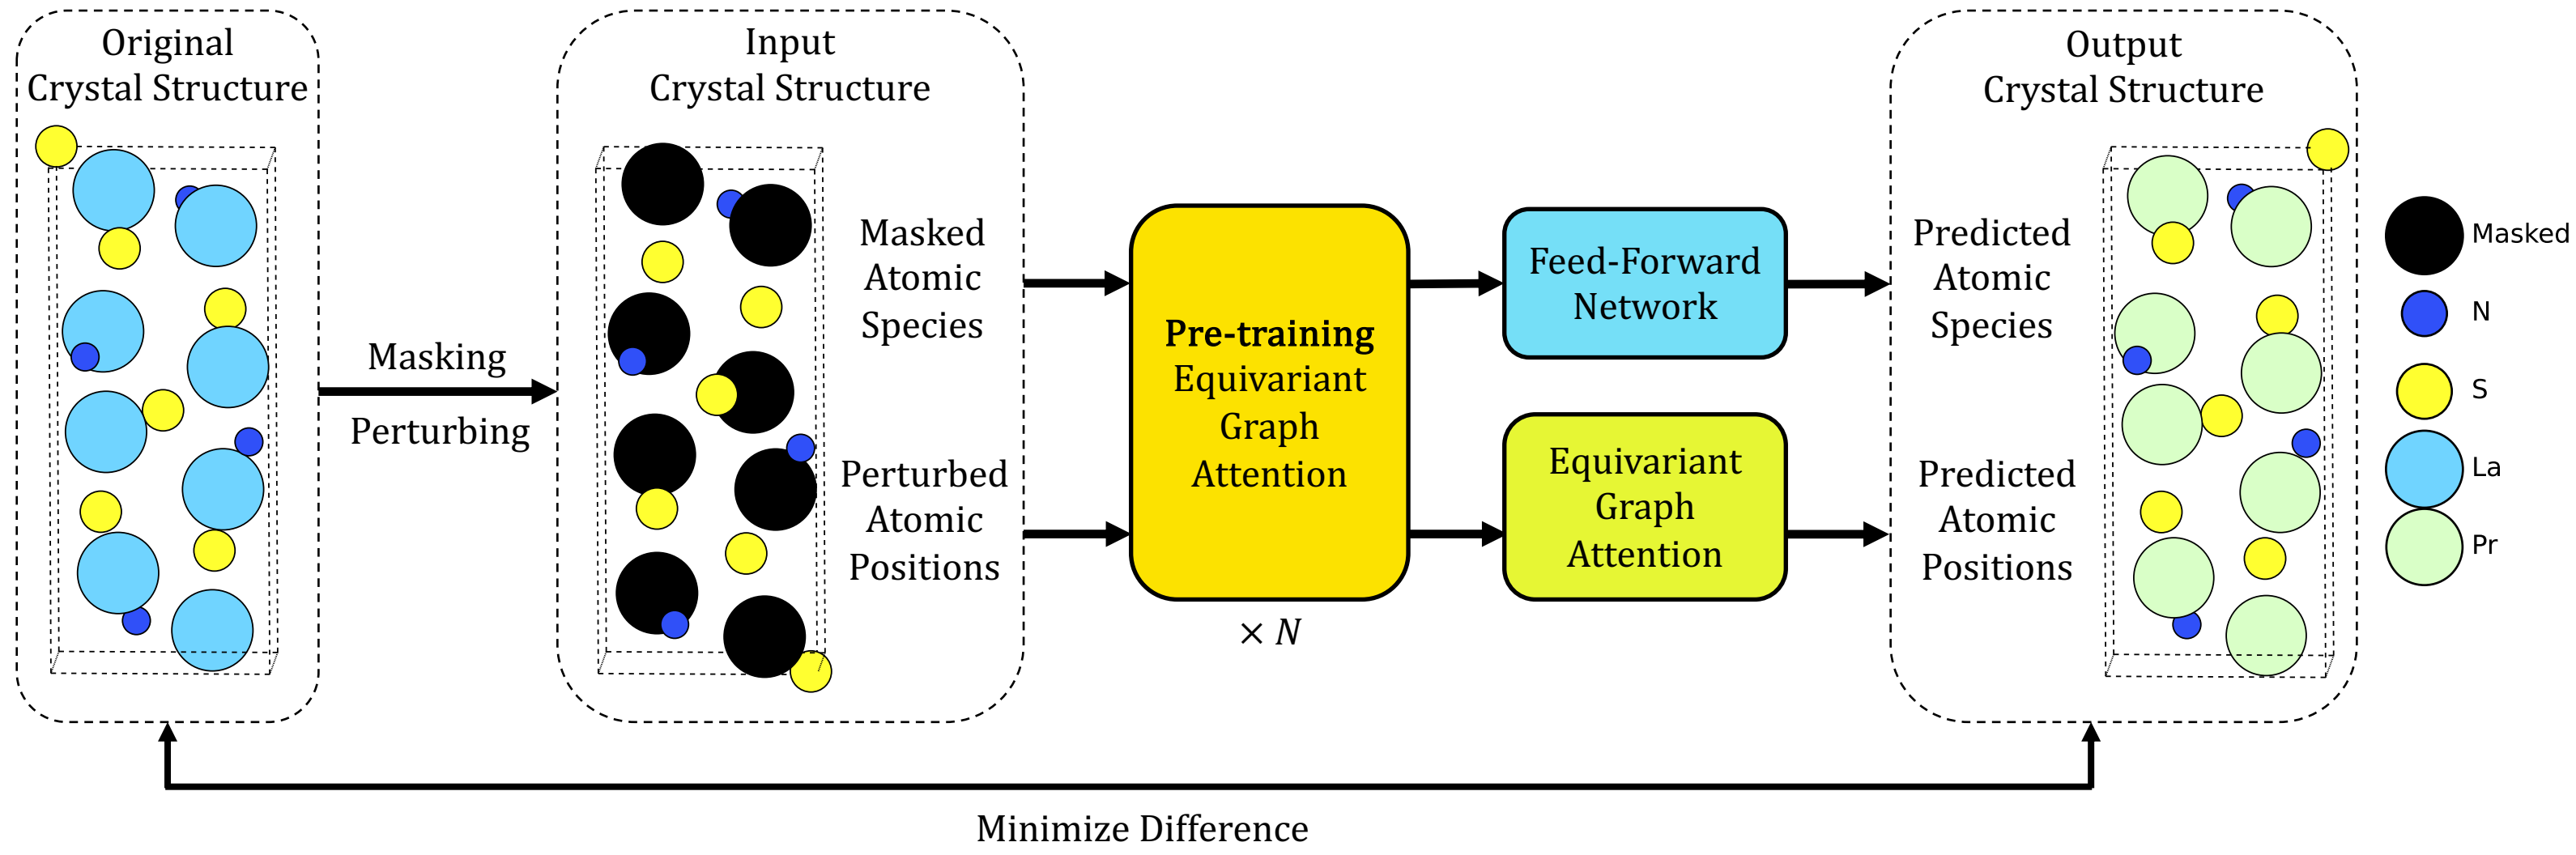 Original
Crystal Structure
Masking
Perturbing
Input
Crystal Structure
Masked
Atomic
Species
Perturbed
Atomic
Positions
Pre-training
Equivariant
Graph
Attention
× N
Feed-Forward
Network
Equivariant
Graph
Attention
Output
Crystal Structure
Predicted
Atomic
Species
Predicted
Atomic
Positions
Masked
N
S
La
Pr
Minimize Difference